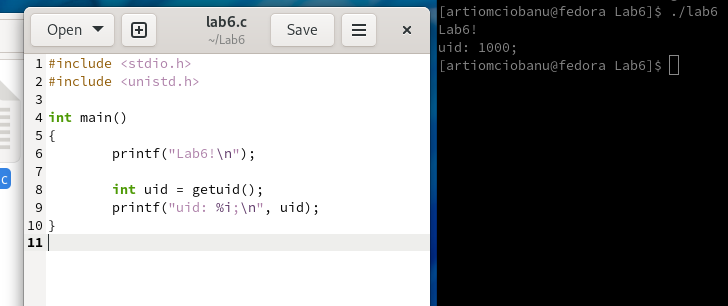 Open
lab6.c
~/Lab6
Save
1 #include <stdio.h>
2 #include <unistd.h>
3
4 int main()
5 {
6         printf("Lab6!\n");
7
8         int uid = getuid();
9         printf("uid: %i;\n", uid);
10 }
11
c
[artiomciobanu@fedora Lab6]$ ./lab6
Lab6!
uid: 1000;
[artiomciobanu@fedora Lab6]$